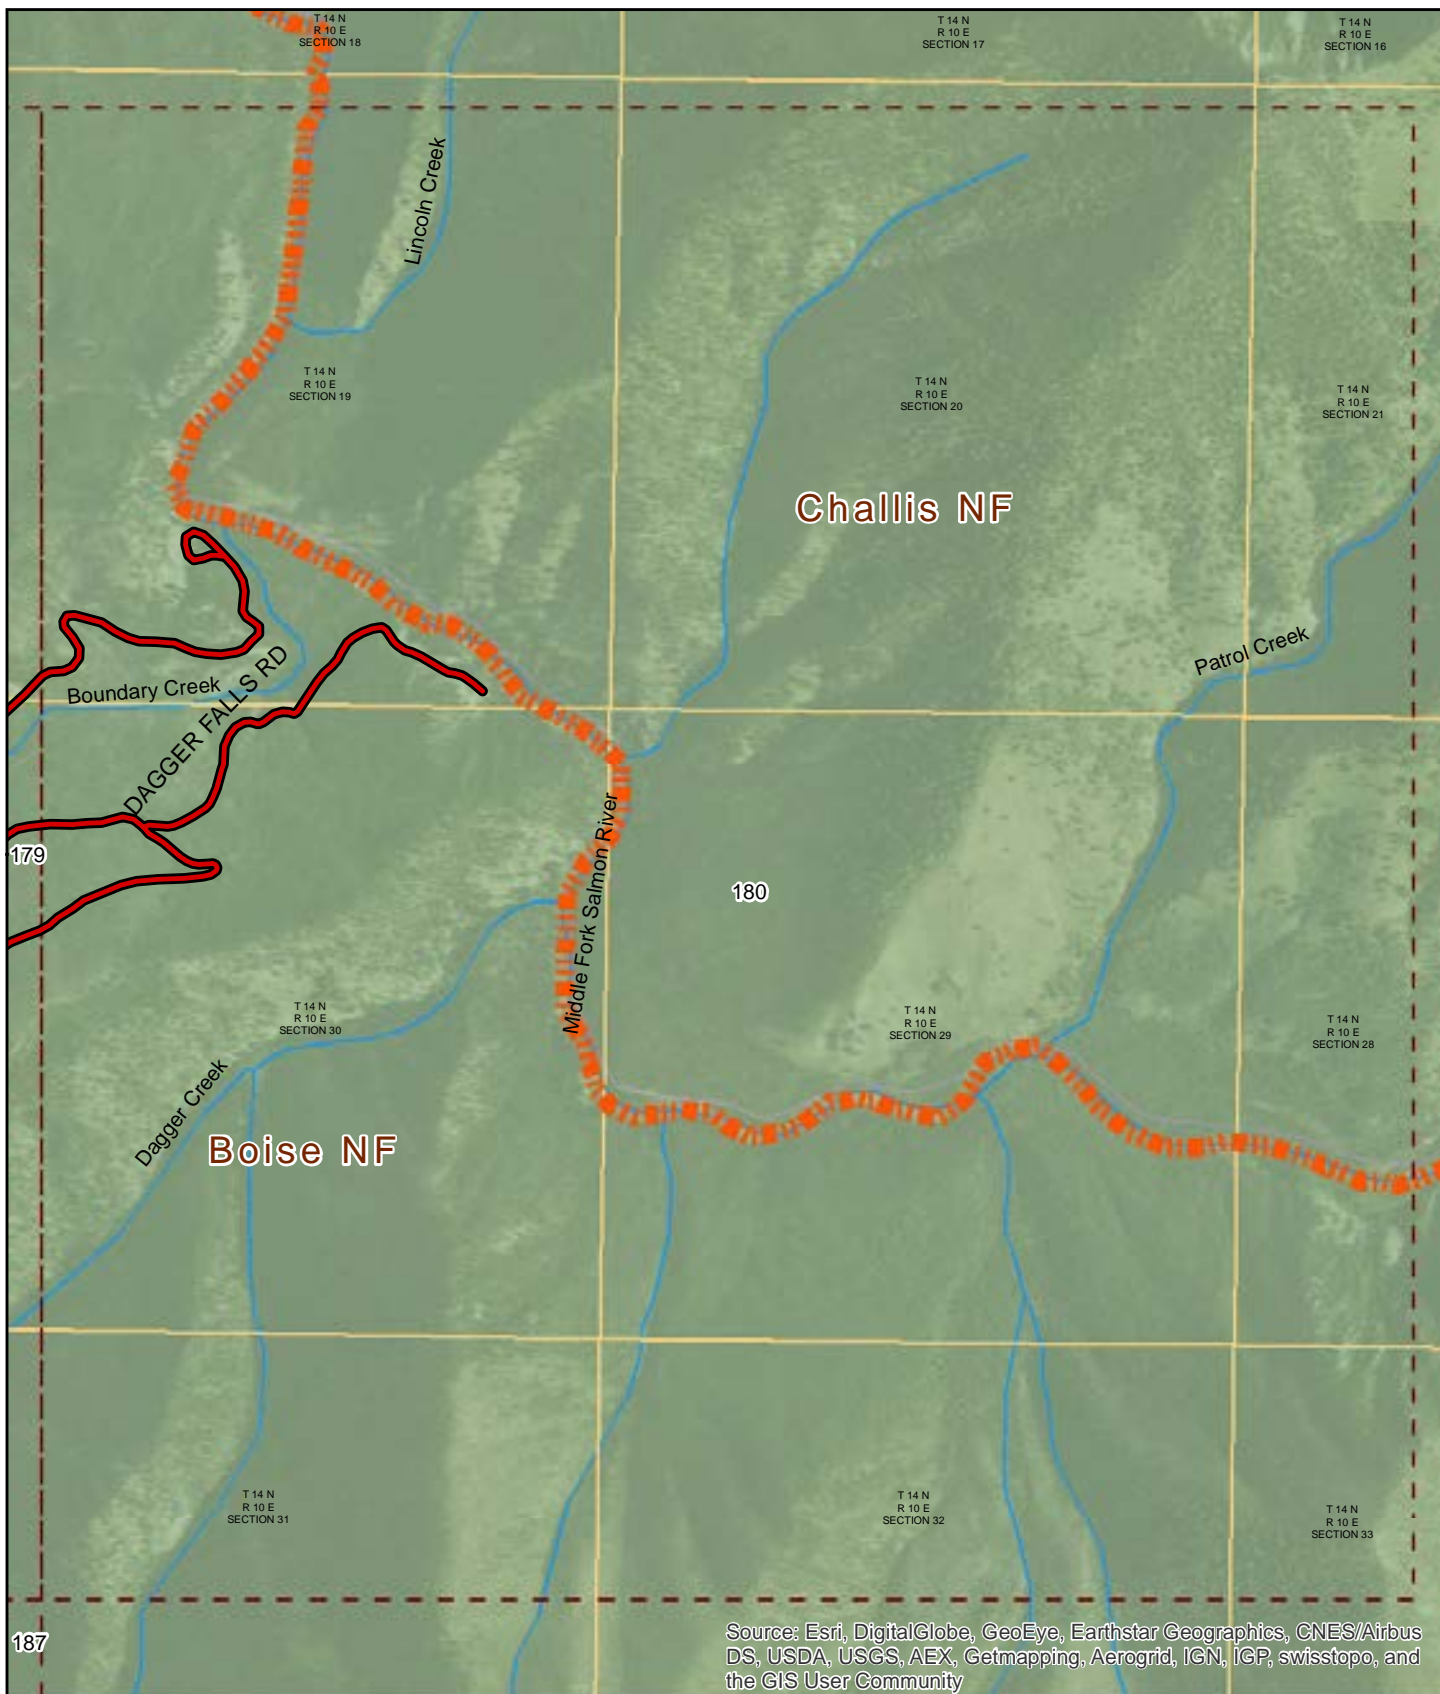 T 14 N
R 10 E
SECTION 18
T 14 N
R 10 E
SECTION 17
T 14 N
R 10 E
SECTION 16
Lincoln Creek
T 14 N
R 10 E
SECTION 19
T 14 N
R 10 E
SECTION 20
T 14 N
R 10 E
SECTION 21
Challis NF
Patrol Creek
Boundary Creek
DAGGER FALLS RD
179
180
Middle Fork Salmon River
T 14 N
R 10 E
SECTION 30
T 14 N
R 10 E
SECTION 29
T 14 N
R 10 E
SECTION 28
Dagger Creek
Boise NF
T 14 N
R 10 E
SECTION 31
T 14 N
R 10 E
SECTION 32
T 14 N
R 10 E
SECTION 33
187
Source: Esri, DigitalGlobe, GeoEye, Earthstar Geographics, CNES/Airbus
DS, USDA, USGS, AEX, Getmapping, Aerogrid, IGN, IGP, swisstopo, and
the GIS User Community